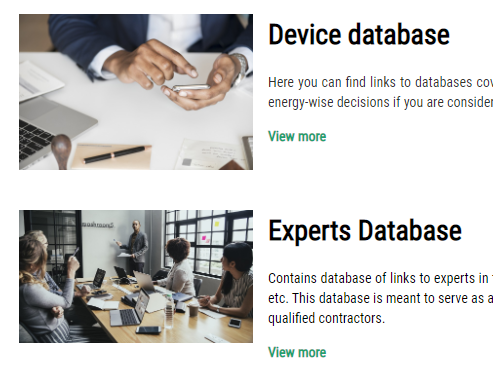 Device database
Here you can find links to databases
energy-wise decisions if you are
View more
Experts Database
Contains database of links to experts in
etc. This database is meant to serve as
qualified contractors.
View more